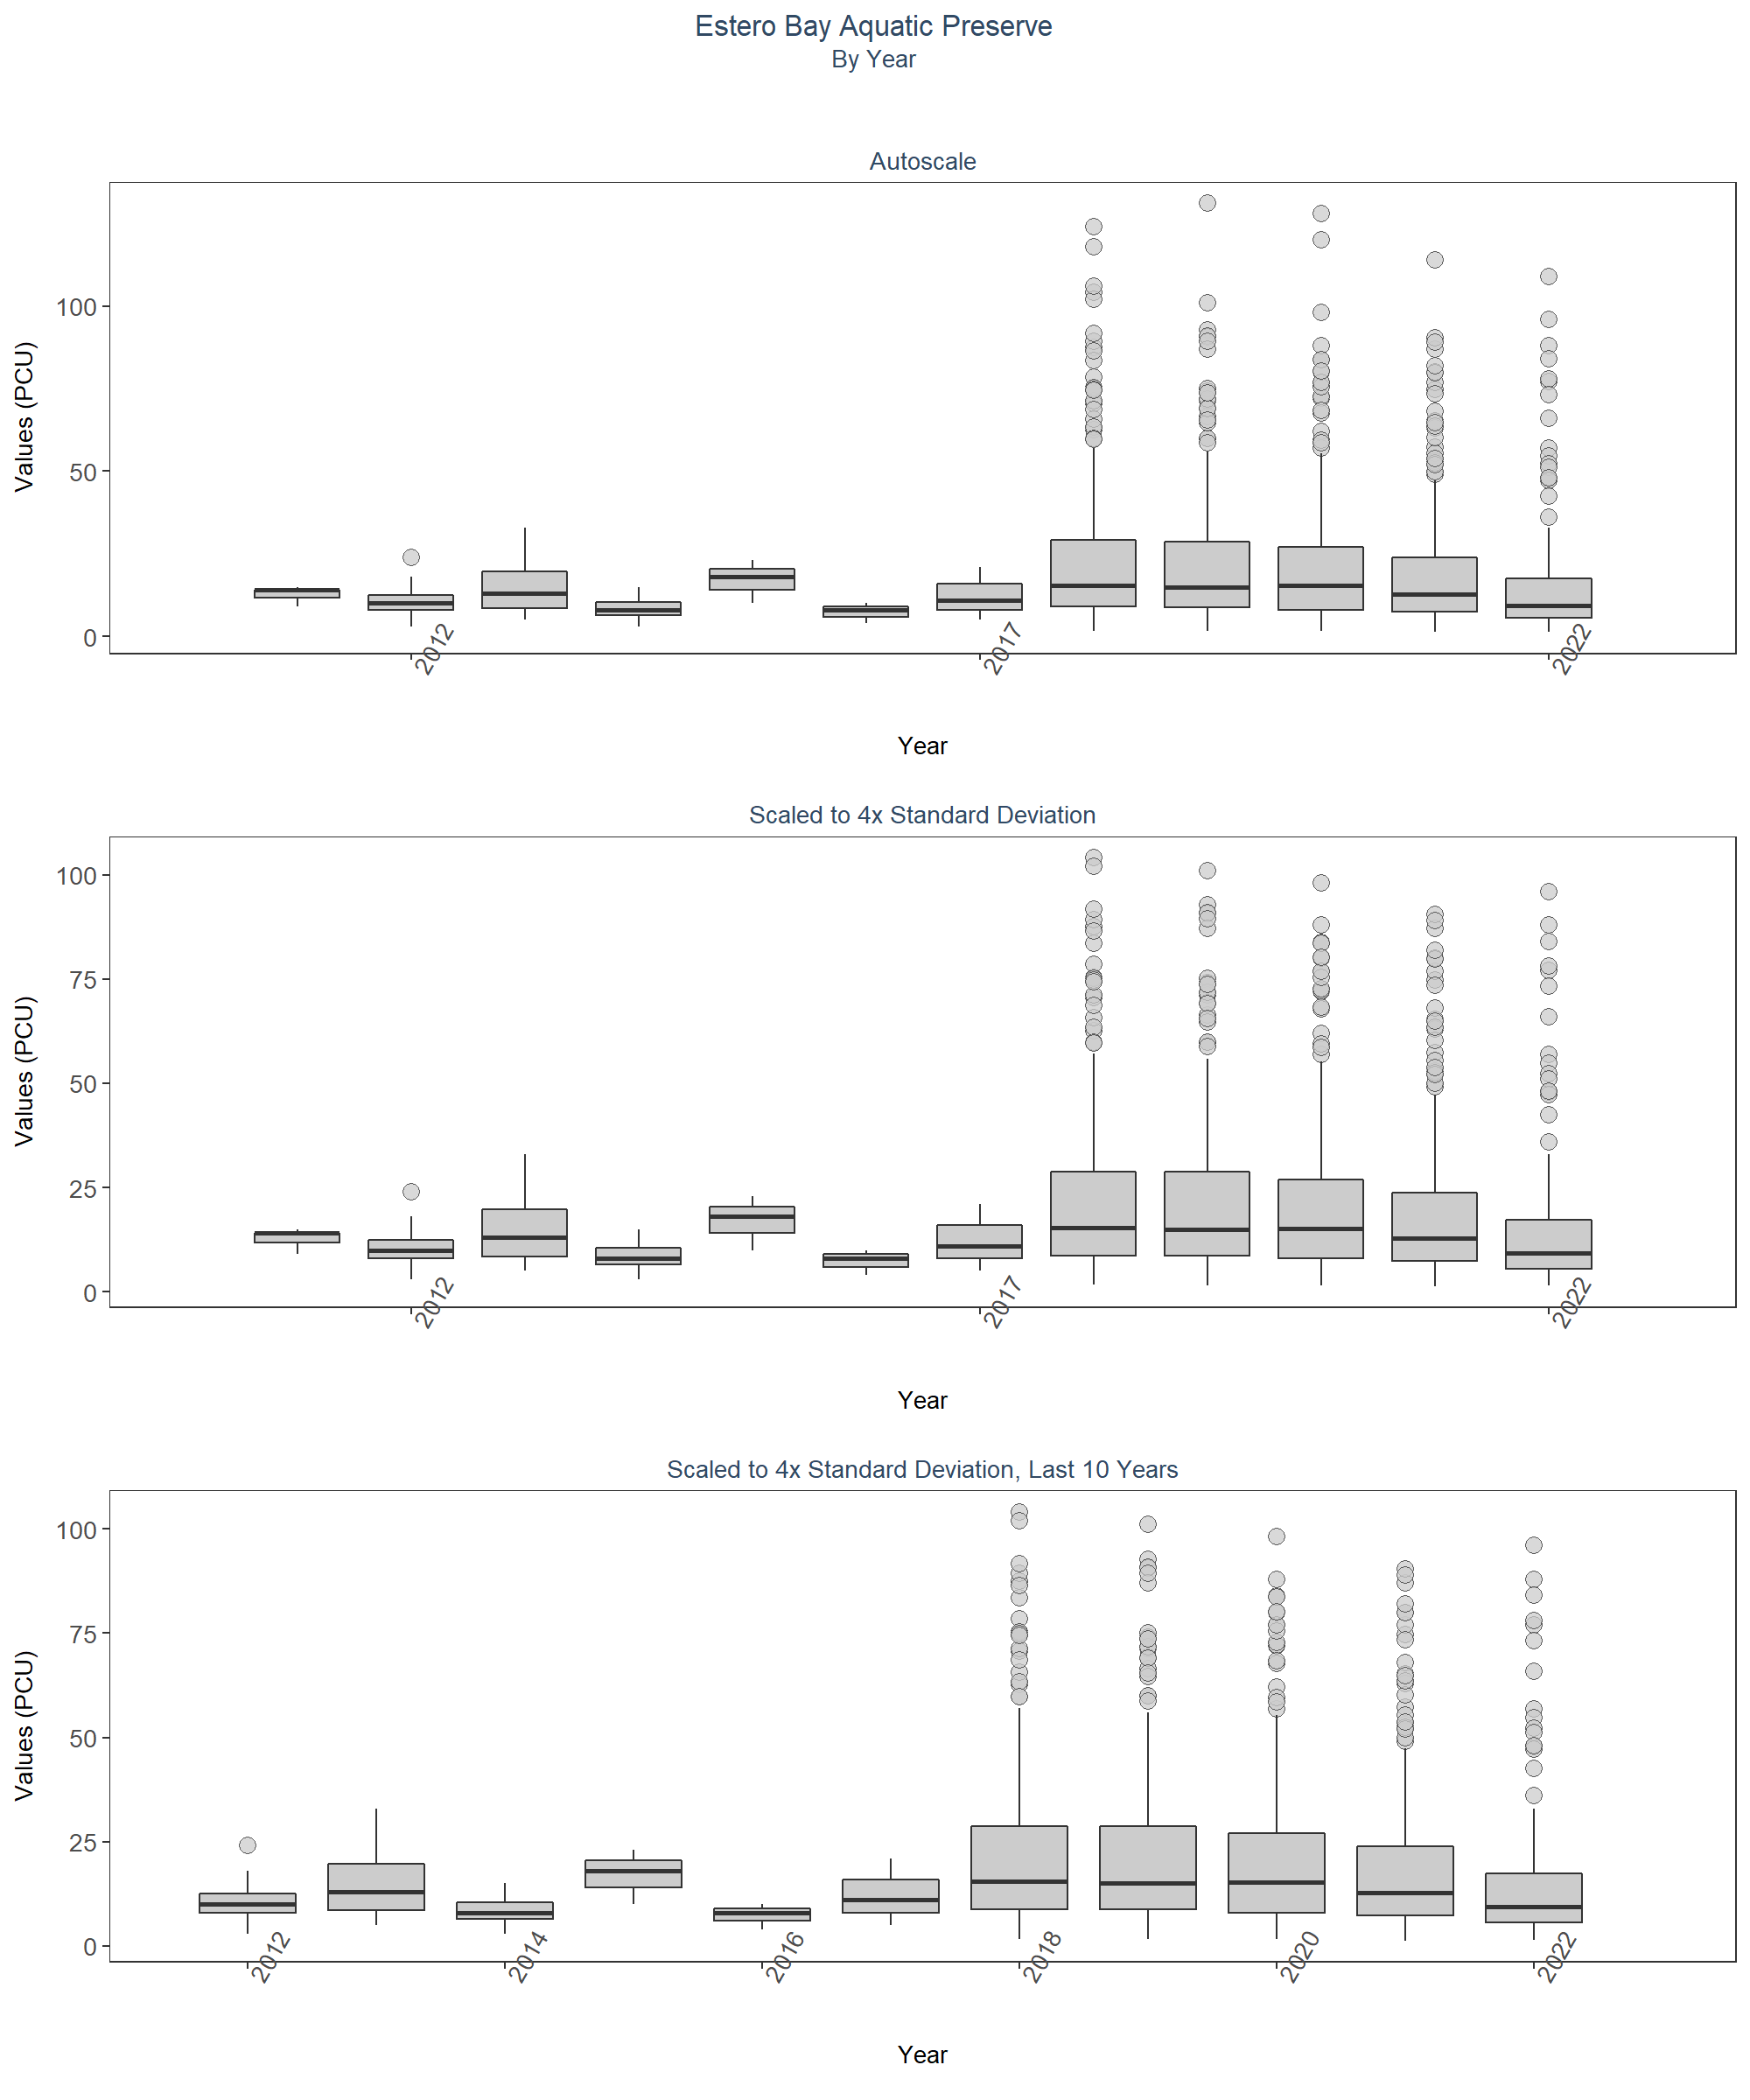 Estero Bay Aquatic Preserve
By Year
Autoscale
Values (PCU)
100
50
0
2012
2017
2022
Year
Scaled to 4x Standard Deviation
Values (PCU)
100
75
50
25
0
2012
2017
2022
Year
Scaled to 4x Standard Deviation, Last 10 Years
Values (PCU)
100
75
50
25
0
2012
2014
2016
2018
2020
2022
Year